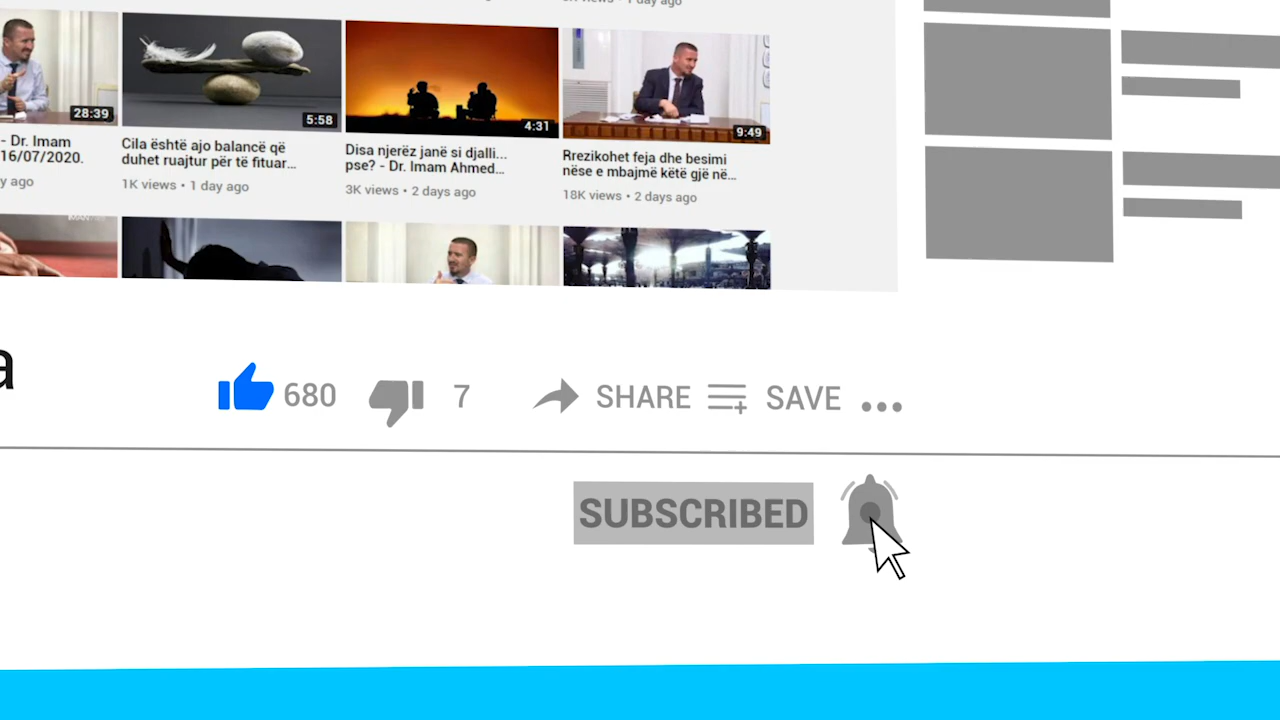 1 day ago
28:39
5:58
4:31
9:49
- Dr. Imam
16/07/2020.
ago
Cila është ajo balancë që
duhet ruajtur për të fituar...
1K views • 1 day ago
Disa njerëz janë si djalli...
pse? - Dr. Imam Ahmed...
3K views • 2 days ago
Rrezikohet feja dhe besimi
nëse e mbajmë këtë gjë në...
18K views • 2 days ago
a
680
7
SHARE
SAVE
SUBSCRIBED